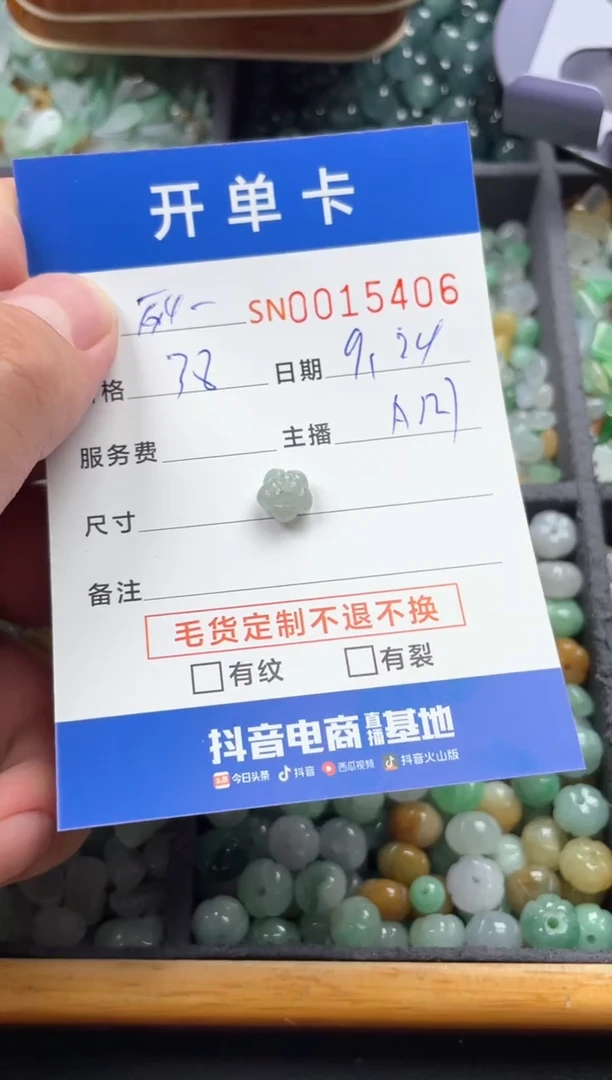 开单卡
SN0015406
格 38 日期 9.24
服务费 主播
尺寸
备注
毛货定制不退不换
有纹 有裂
抖音电商直播基地
今日头条 抖音 西瓜视频 抖音火山版